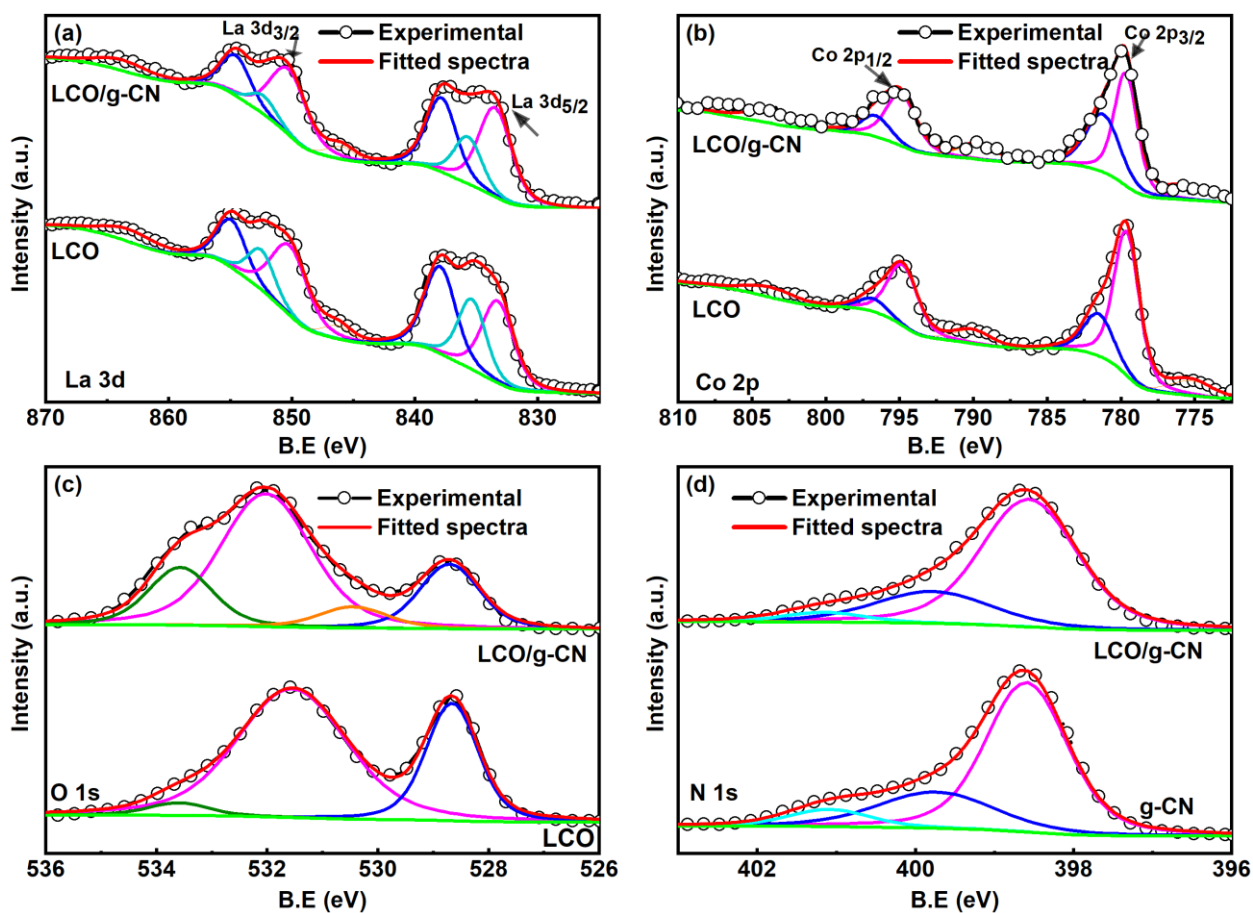 (a)
La 3d3/2
Experimental
Fitted spectra
LCO/g-CN
La 3d5/2
LCO
La 3d
Intensity (a.u.)
870 860 850 840 830
B.E (eV)
(b)
Co 2p1/2
Co 2p3/2
Experimental
Fitted spectra
LCO/g-CN
LCO
Co 2p
Intensity (a.u.)
810 805 800 795 790 785 780 775
B.E (eV)
(c)
Experimental
Fitted spectra
LCO/g-CN
O 1s
LCO
Intensity (a.u.)
536 534 532 530 528 526
B.E (eV)
(d)
Experimental
Fitted spectra
LCO/g-CN
N 1s
g-CN
Intensity (a.u.)
402 400 398 396
B.E (eV)